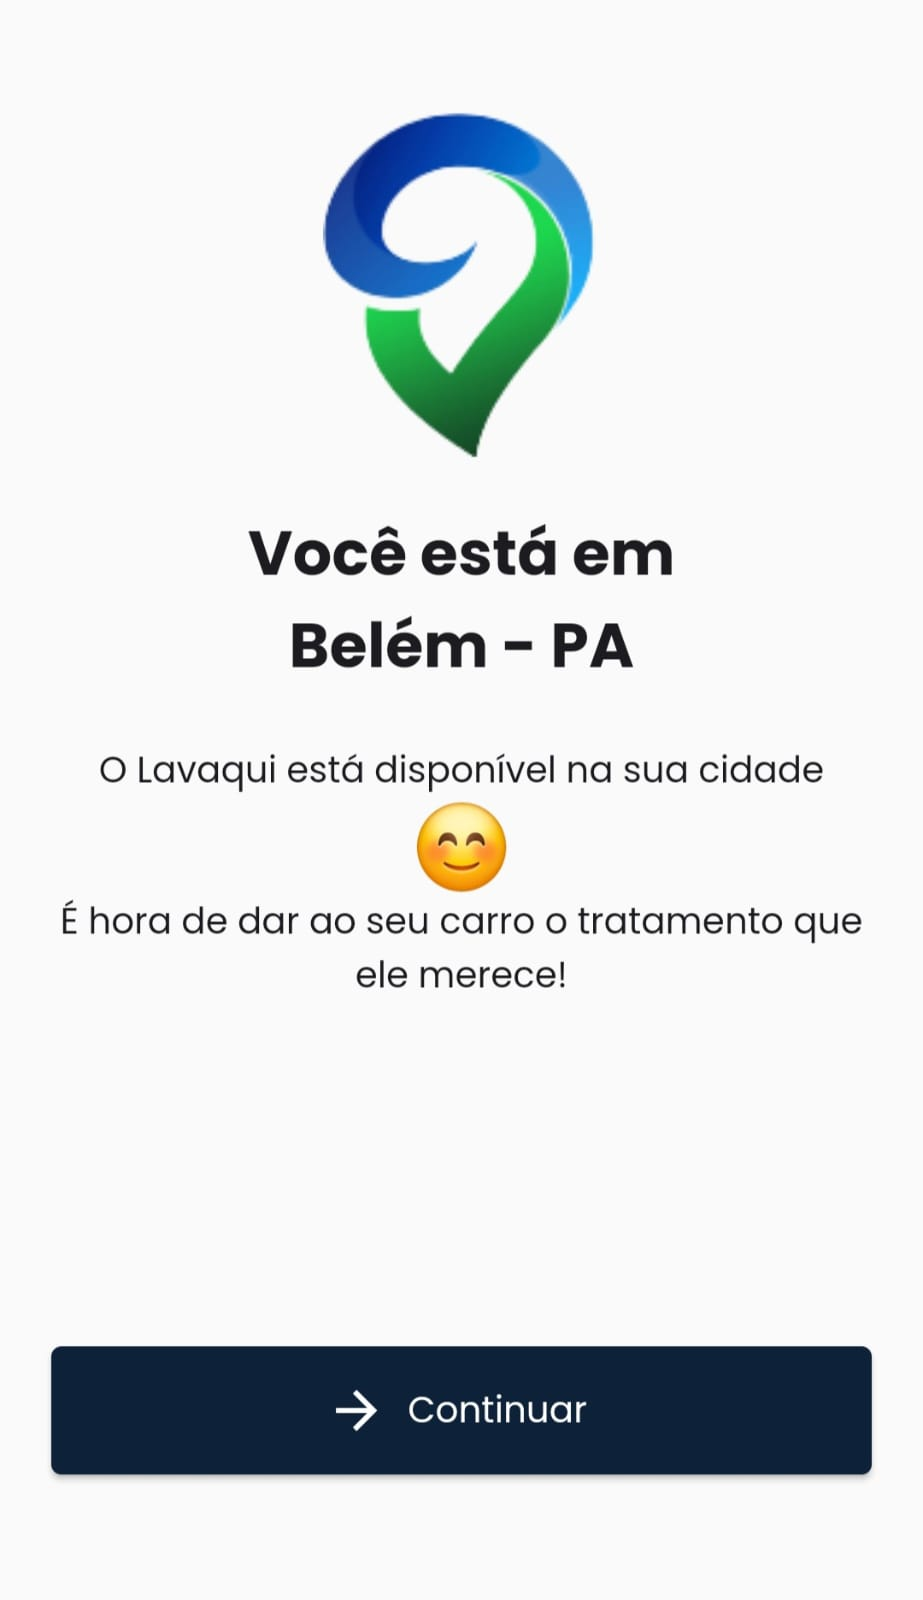 Você está em
Belém - PA
O Lavaqui está disponível na sua cidade
😊
É hora de dar ao seu carro o tratamento que
ele merece!
→ Continuar